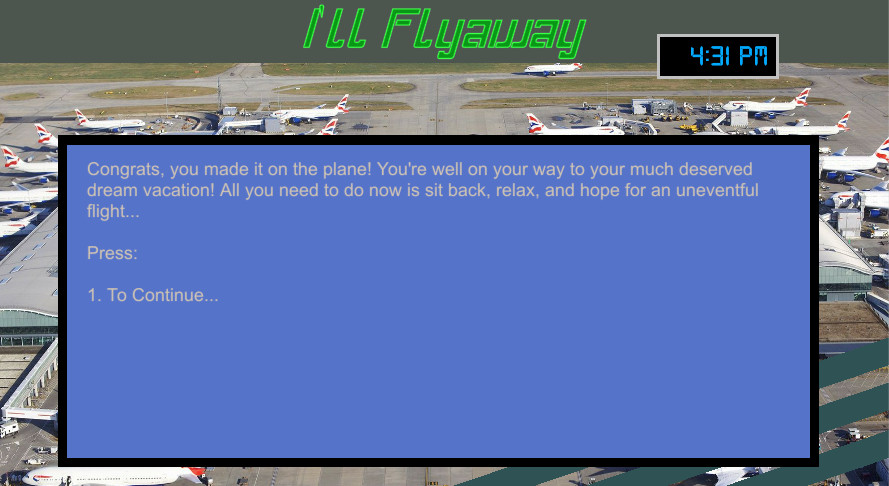 I'll Flyaway
4:31 PM
Congrats, you made it on the plane! You're well on your way to your much deserved
dream vacation! All you need to do now is sit back, relax, and hope for an uneventful
flight...
Press:
1. To Continue...